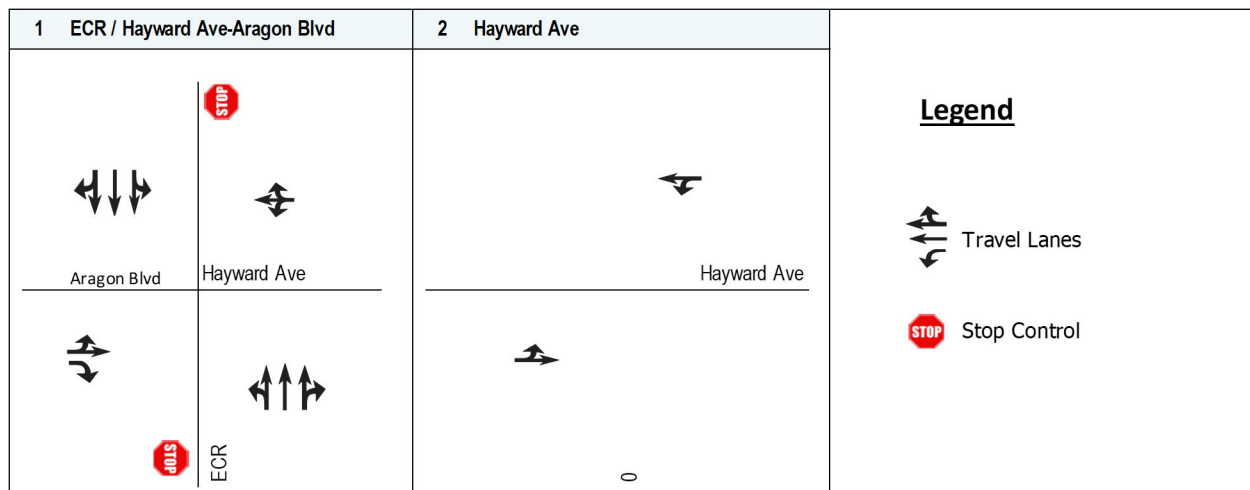 1 ECR / Hayward Ave-Aragon Blvd
2 Hayward Ave
STOP
Aragon Blvd
Hayward Ave
STOP
ECR
Hayward Ave
0
Legend
Travel Lanes
STOP
Stop Control